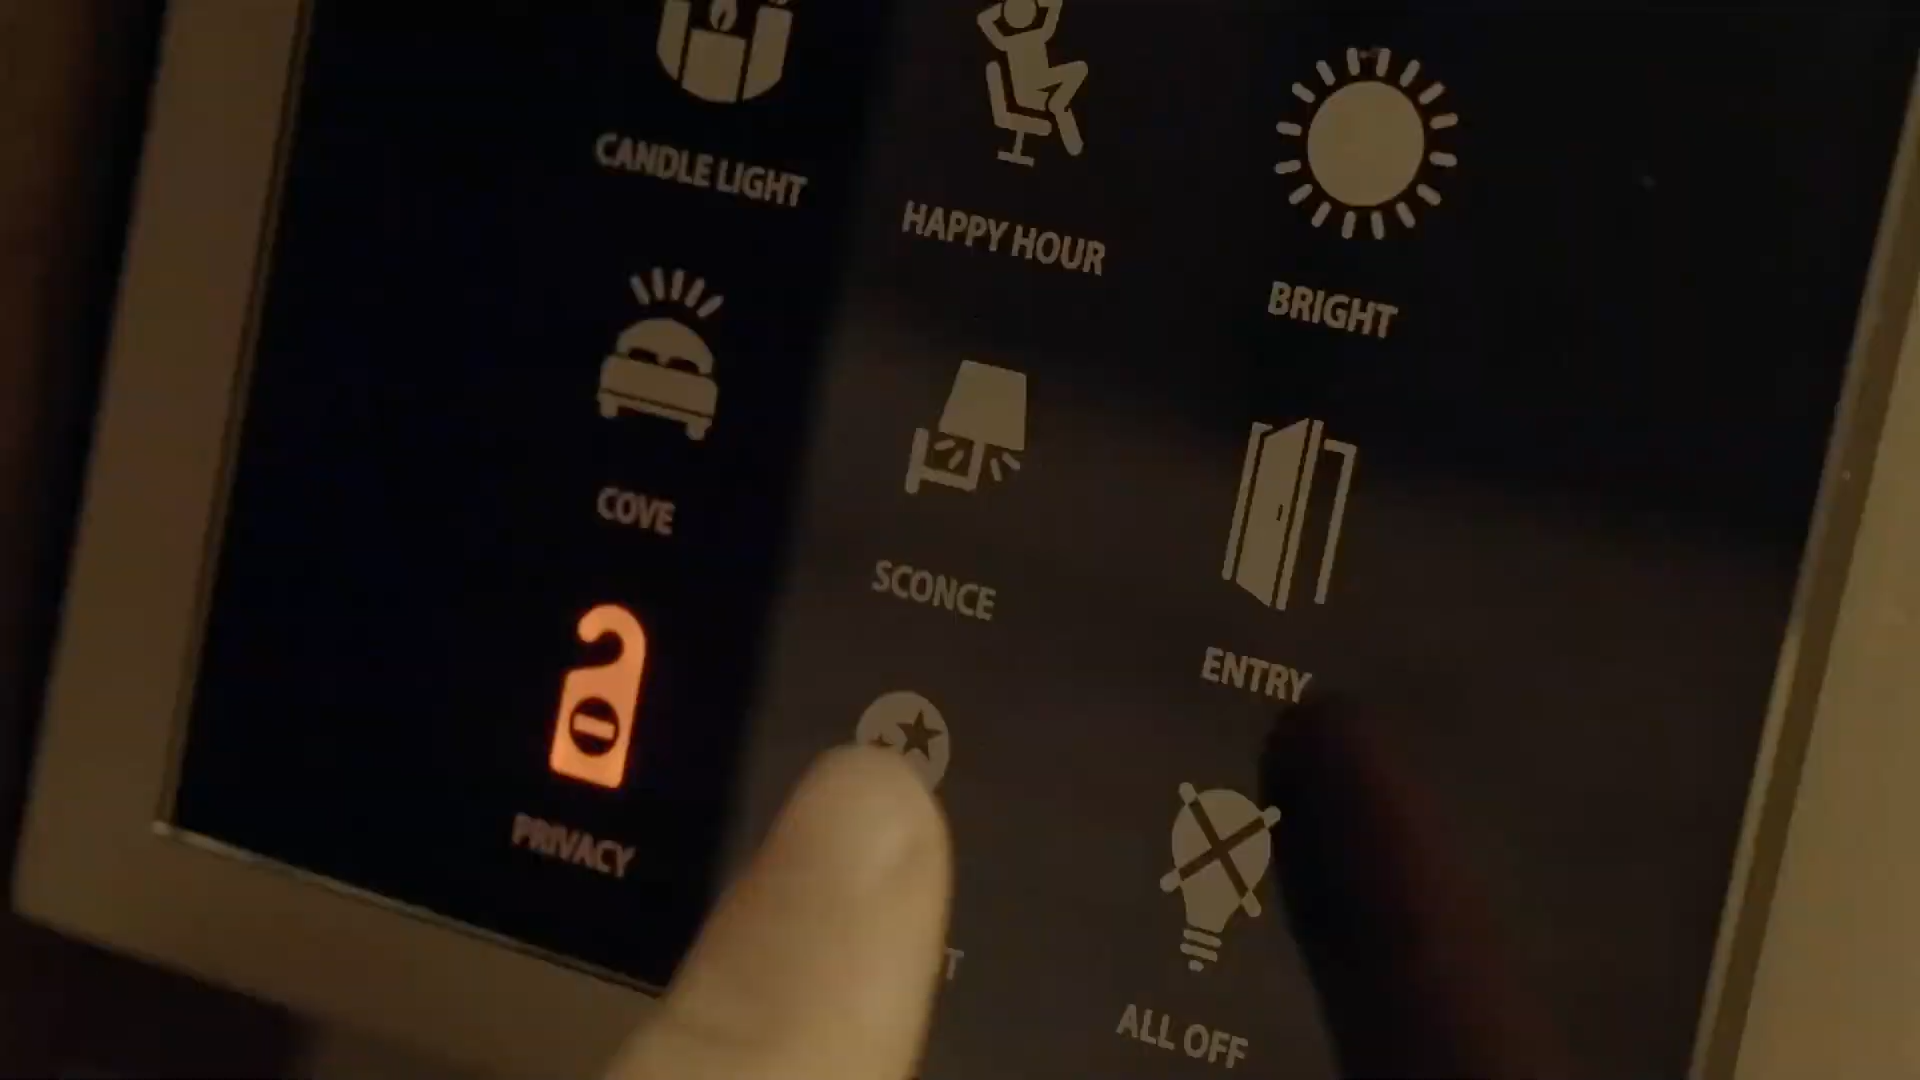 CANDLE LIGHT
HAPPY HOUR
BRIGHT
COVE
SCONCE
ENTRY
PRIVACY
ALL OFF